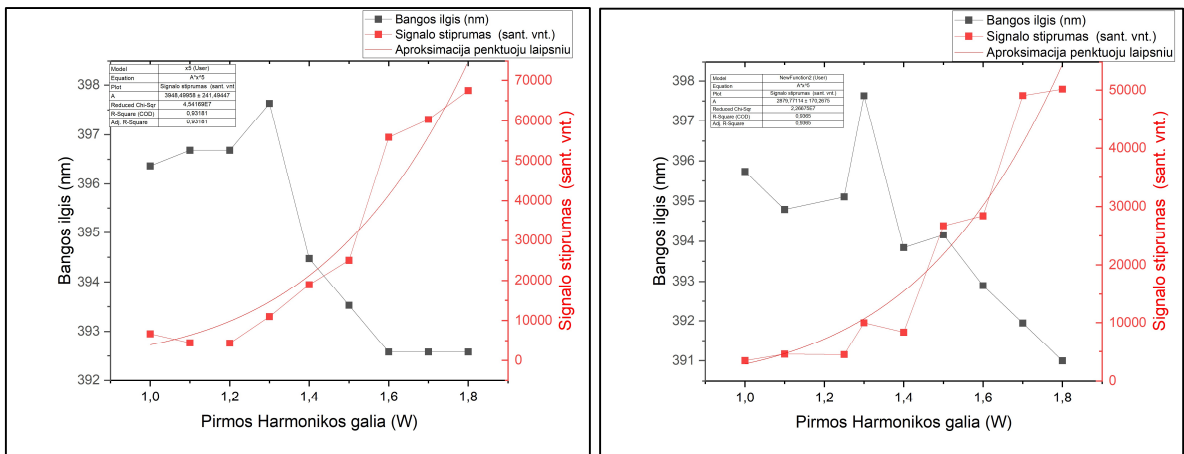 Bangos ilgis (nm)
Signalo stiprumas (sant. vnt.)
Aproksimacija penktuoju laipsniu
Model x5 (User)
Equation A*x^5
Plot Signalo stiprumas (sant. vnt
A 3948,49958 ± 241,49447
Reduced Chi-Sqr 4,54169E7
R-Square (COD) 0,93181
Adj. R-Square 0,93181
398
397
396
395
394
393
392
Bangos ilgis (nm)
70000
60000
50000
40000
30000
20000
10000
0
Signalo stiprumas (sant. vnt.)
1,0 1,2 1,4 1,6 1,8
Pirmos Harmonikos galia (W)
Bangos ilgis (nm)
Signalo stiprumas (sant. vnt.)
Aproksimacija penktuoju laipsniu
Model NewFunction2 (User)
Equation A*x^5
Plot Signalo stiprumas (sant. vnt.)
A 2879,77114 ± 170,2675
Reduced Chi-Sqr 2,26675E7
R-Square (COD) 0,9365
Adj. R-Square 0,9365
398
397
396
395
394
393
392
391
Bangos ilgis (nm)
50000
40000
30000
20000
10000
0
Signalo stiprumas (sant. vnt.)
1,0 1,2 1,4 1,6 1,8
Pirmos Harmonikos galia (W)